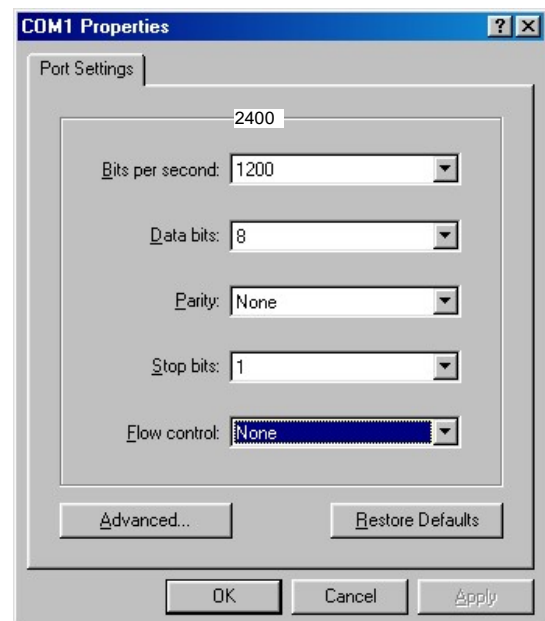 COM1 Properties
Port Settings
2400
Bits per second: 1200
Data bits: 8
Parity: None
Stop bits: 1
Flow control: None
Advanced...
Restore Defaults
OK
Cancel
Apply